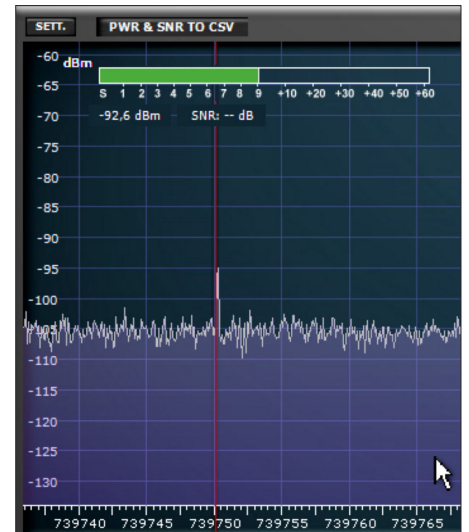 SETT. PWR & SNR TO CSV
-60 dBm
-65
S 1 2 3 4 5 6 7 8 9 +10 +20 +30 +40 +50 +60
-70 -92,6 dBm SNR: -- dB
-75
-80
-85
-90
-95
-100
-105
-110
-115
-120
-125
-130
739740 739745 739750 739755 739760 739765